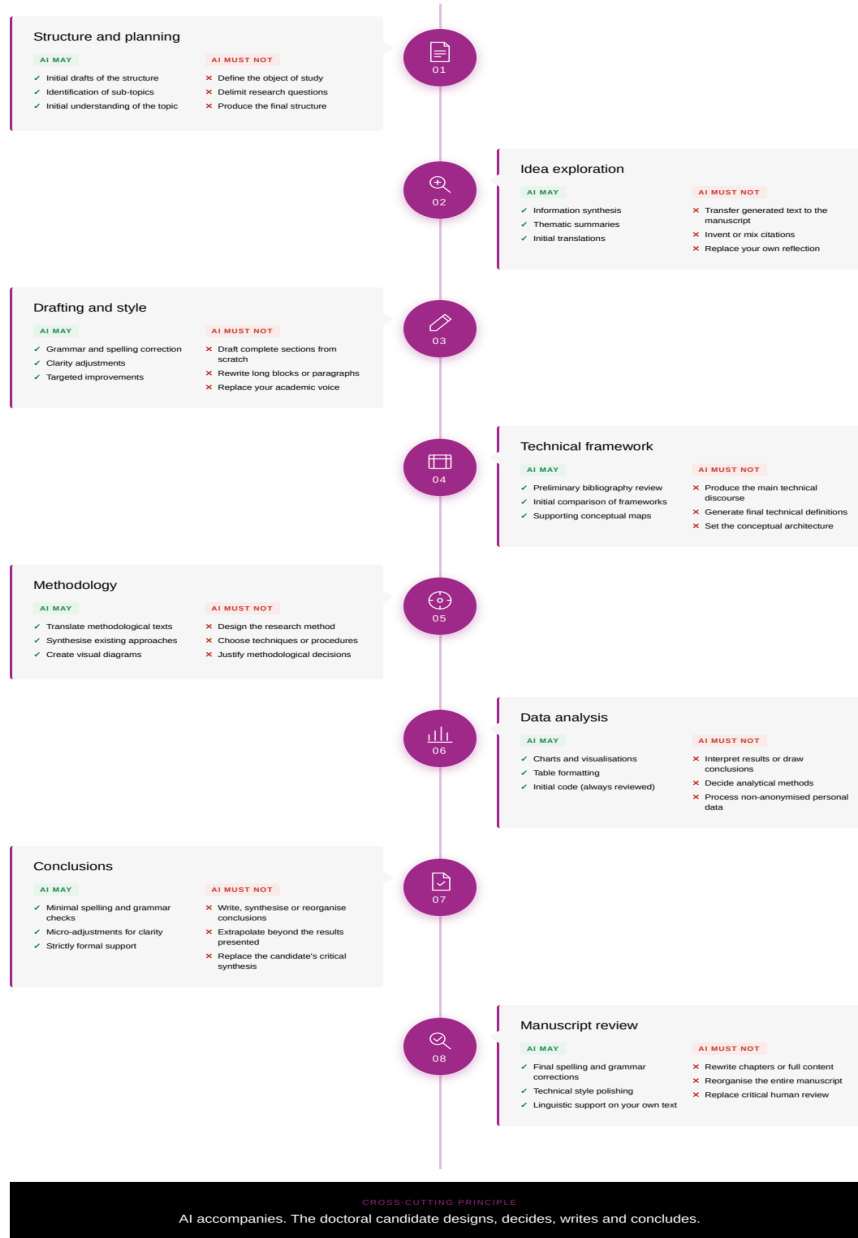 Structure and planning
AI MAY
✓ Initial drafts of the structure
✓ Identification of sub-topics
✓ Initial understanding of the topic
AI MUST NOT
✕ Define the object of study
✕ Delimit research questions
✕ Produce the final structure
01
02
Idea exploration
AI MAY
✓ Information synthesis
✓ Thematic summaries
✓ Initial translations
AI MUST NOT
✕ Transfer generated text to the
manuscript
✕ Invent or mix citations
✕ Replace your own reflection
Drafting and style
AI MAY
✓ Grammar and spelling correction
✓ Clarity adjustments
✓ Targeted improvements
AI MUST NOT
✕ Draft complete sections from
scratch
✕ Rewrite long blocks or paragraphs
✕ Replace your academic voice
03
04
Technical framework
AI MAY
✓ Preliminary bibliography review
✓ Initial comparison of frameworks
✓ Supporting conceptual maps
AI MUST NOT
✕ Produce the main technical
discourse
✕ Generate final technical definitions
✕ Set the conceptual architecture
Methodology
AI MAY
✓ Translate methodological texts
✓ Synthesise existing approaches
✓ Create visual diagrams
AI MUST NOT
✕ Design the research method
✕ Choose techniques or procedures
✕ Justify methodological decisions
05
06
Data analysis
AI MAY
✓ Charts and visualisations
✓ Table formatting
✓ Initial code (always reviewed)
AI MUST NOT
✕ Interpret results or draw
conclusions
✕ Decide analytical methods
✕ Process non-anonymised personal
data
Conclusions
AI MAY
✓ Minimal spelling and grammar
checks
✓ Micro-adjustments for clarity
✓ Strictly formal support
AI MUST NOT
✕ Write, synthesise or reorganise
conclusions
✕ Extrapolate beyond the results
presented
✕ Replace the candidate's critical
synthesis
07
08
Manuscript review
AI MAY
✓ Final spelling and grammar
corrections
✓ Technical style polishing
✓ Linguistic support on your own text
AI MUST NOT
✕ Rewrite chapters or full content
✕ Reorganise the entire manuscript
✕ Replace critical human review
CROSS-CUTTING PRINCIPLE
AI accompanies. The doctoral candidate designs, decides, writes and concludes.